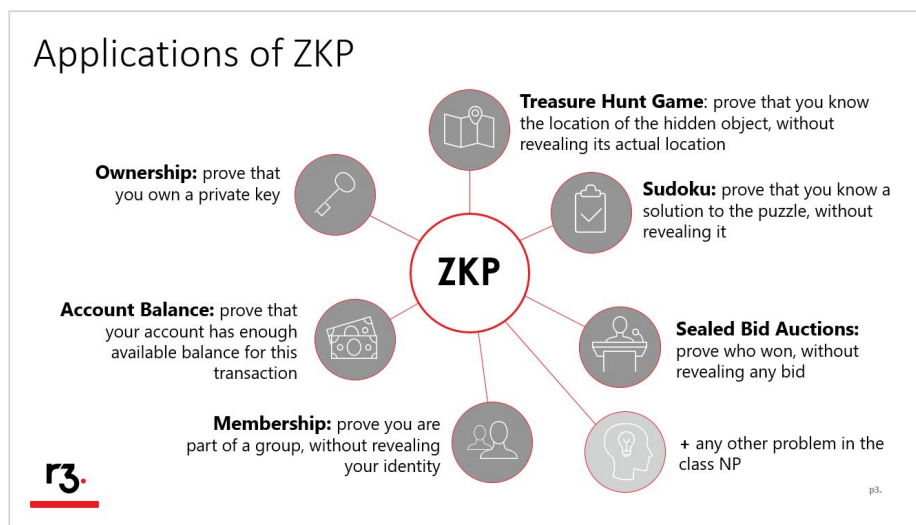 Applications of ZKP
Treasure Hunt Game: prove that you know
the location of the hidden object, without
revealing its actual location
Ownership: prove that
you own a private key
Sudoku: prove that you know a
solution to the puzzle, without
revealing it
ZKP
Account Balance: prove that
your account has enough
available balance for this
transaction
Sealed Bid Auctions:
prove who won, without
revealing any bid
Membership: prove you are
part of a group, without revealing
your identity
+ any other problem in the
class NP
r3.
p3.